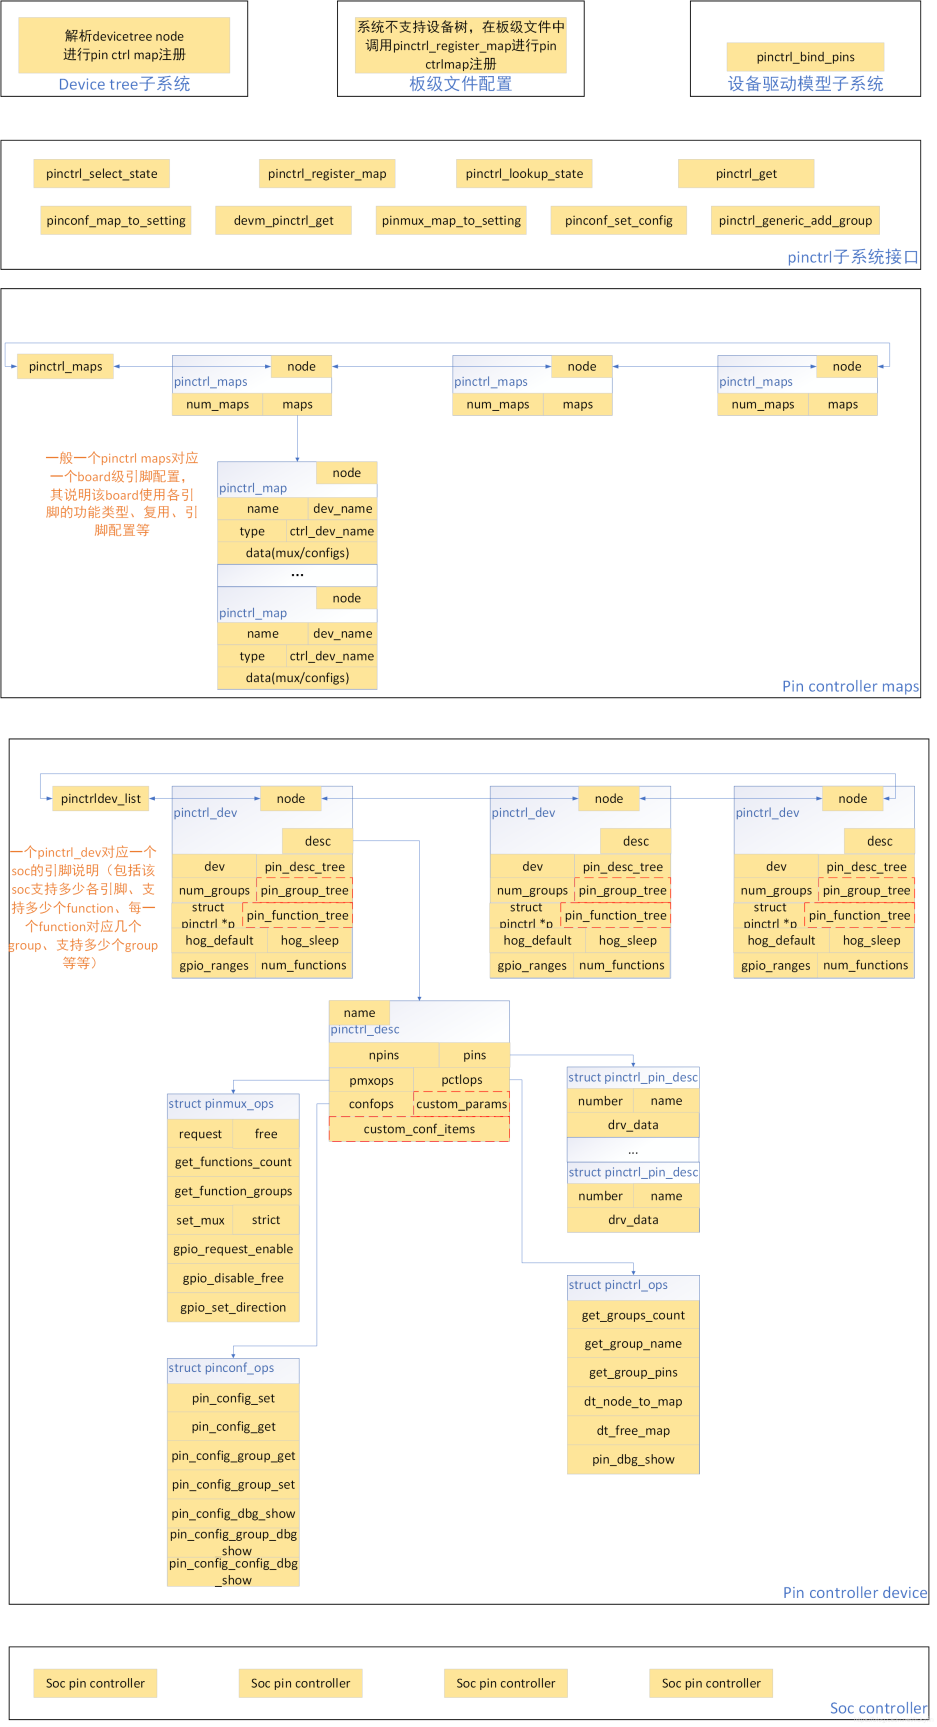 解析devicetree node
进行pin ctrl map注册
Device tree子系统
系统不支持设备树，在板级文件中
调用pinctrl_register_map进行pin
ctrlmap注册
板级文件配置
pinctrl_bind_pins
设备驱动模型子系统
pinctrl_select_state
pinctrl_register_map
pinctrl_lookup_state
pinctrl_get
pinconf_map_to_setting
devm_pinctrl_get
pinmux_map_to_setting
pinconf_set_config
pinctrl_generic_add_group
pinctrl子系统接口
pinctrl_maps
node
pinctrl_maps
num_maps
maps
node
pinctrl_maps
num_maps
maps
node
pinctrl_maps
num_maps
maps
一般一个pinctrl maps对应
一个board级引脚配置，
其说明该board使用各引
脚的功能类型、复用、引
脚配置等
node
pinctrl_map
name
dev_name
type
ctrl_dev_name
data(mux/configs)
...
node
pinctrl_map
name
dev_name
type
ctrl_dev_name
data(mux/configs)
Pin controller maps
pinctrldev_list
node
pinctrl_dev
desc
dev
pin_desc_tree
num_groups
pin_group_tree
struct
pinctrl *p
pin_function_tree
hog_default
hog_sleep
gpio_ranges
num_functions
node
pinctrl_dev
desc
dev
pin_desc_tree
num_groups
pin_group_tree
struct
pinctrl *p
pin_function_tree
hog_default
hog_sleep
gpio_ranges
num_functions
node
pinctrl_dev
desc
dev
pin_desc_tree
num_groups
pin_group_tree
struct
pinctrl *p
pin_function_tree
hog_default
hog_sleep
gpio_ranges
num_functions
一个pinctrl_dev对应一个
soc的引脚说明（包括该
soc支持多少各引脚、支
持多少个function、每一
个function对应几个
group、支持多少个group
等等）
name
pinctrl_desc
npins
pins
pmxops
pctlops
confops
custom_params
custom_conf_items
struct pinmux_ops
request
free
get_functions_count
get_function_groups
set_mux
strict
gpio_request_enable
gpio_disable_free
gpio_set_direction
struct pinctrl_pin_desc
number
name
drv_data
...
struct pinctrl_pin_desc
number
name
drv_data
struct pinctrl_ops
get_groups_count
get_group_name
get_group_pins
dt_node_to_map
dt_free_map
pin_dbg_show
struct pinconf_ops
pin_config_set
pin_config_get
pin_config_group_get
pin_config_group_set
pin_config_dbg_show
pin_config_group_dbg_
show
pin_config_config_dbg
_show
Pin controller device
Soc pin controller
Soc pin controller
Soc pin controller
Soc pin controller
Soc controller